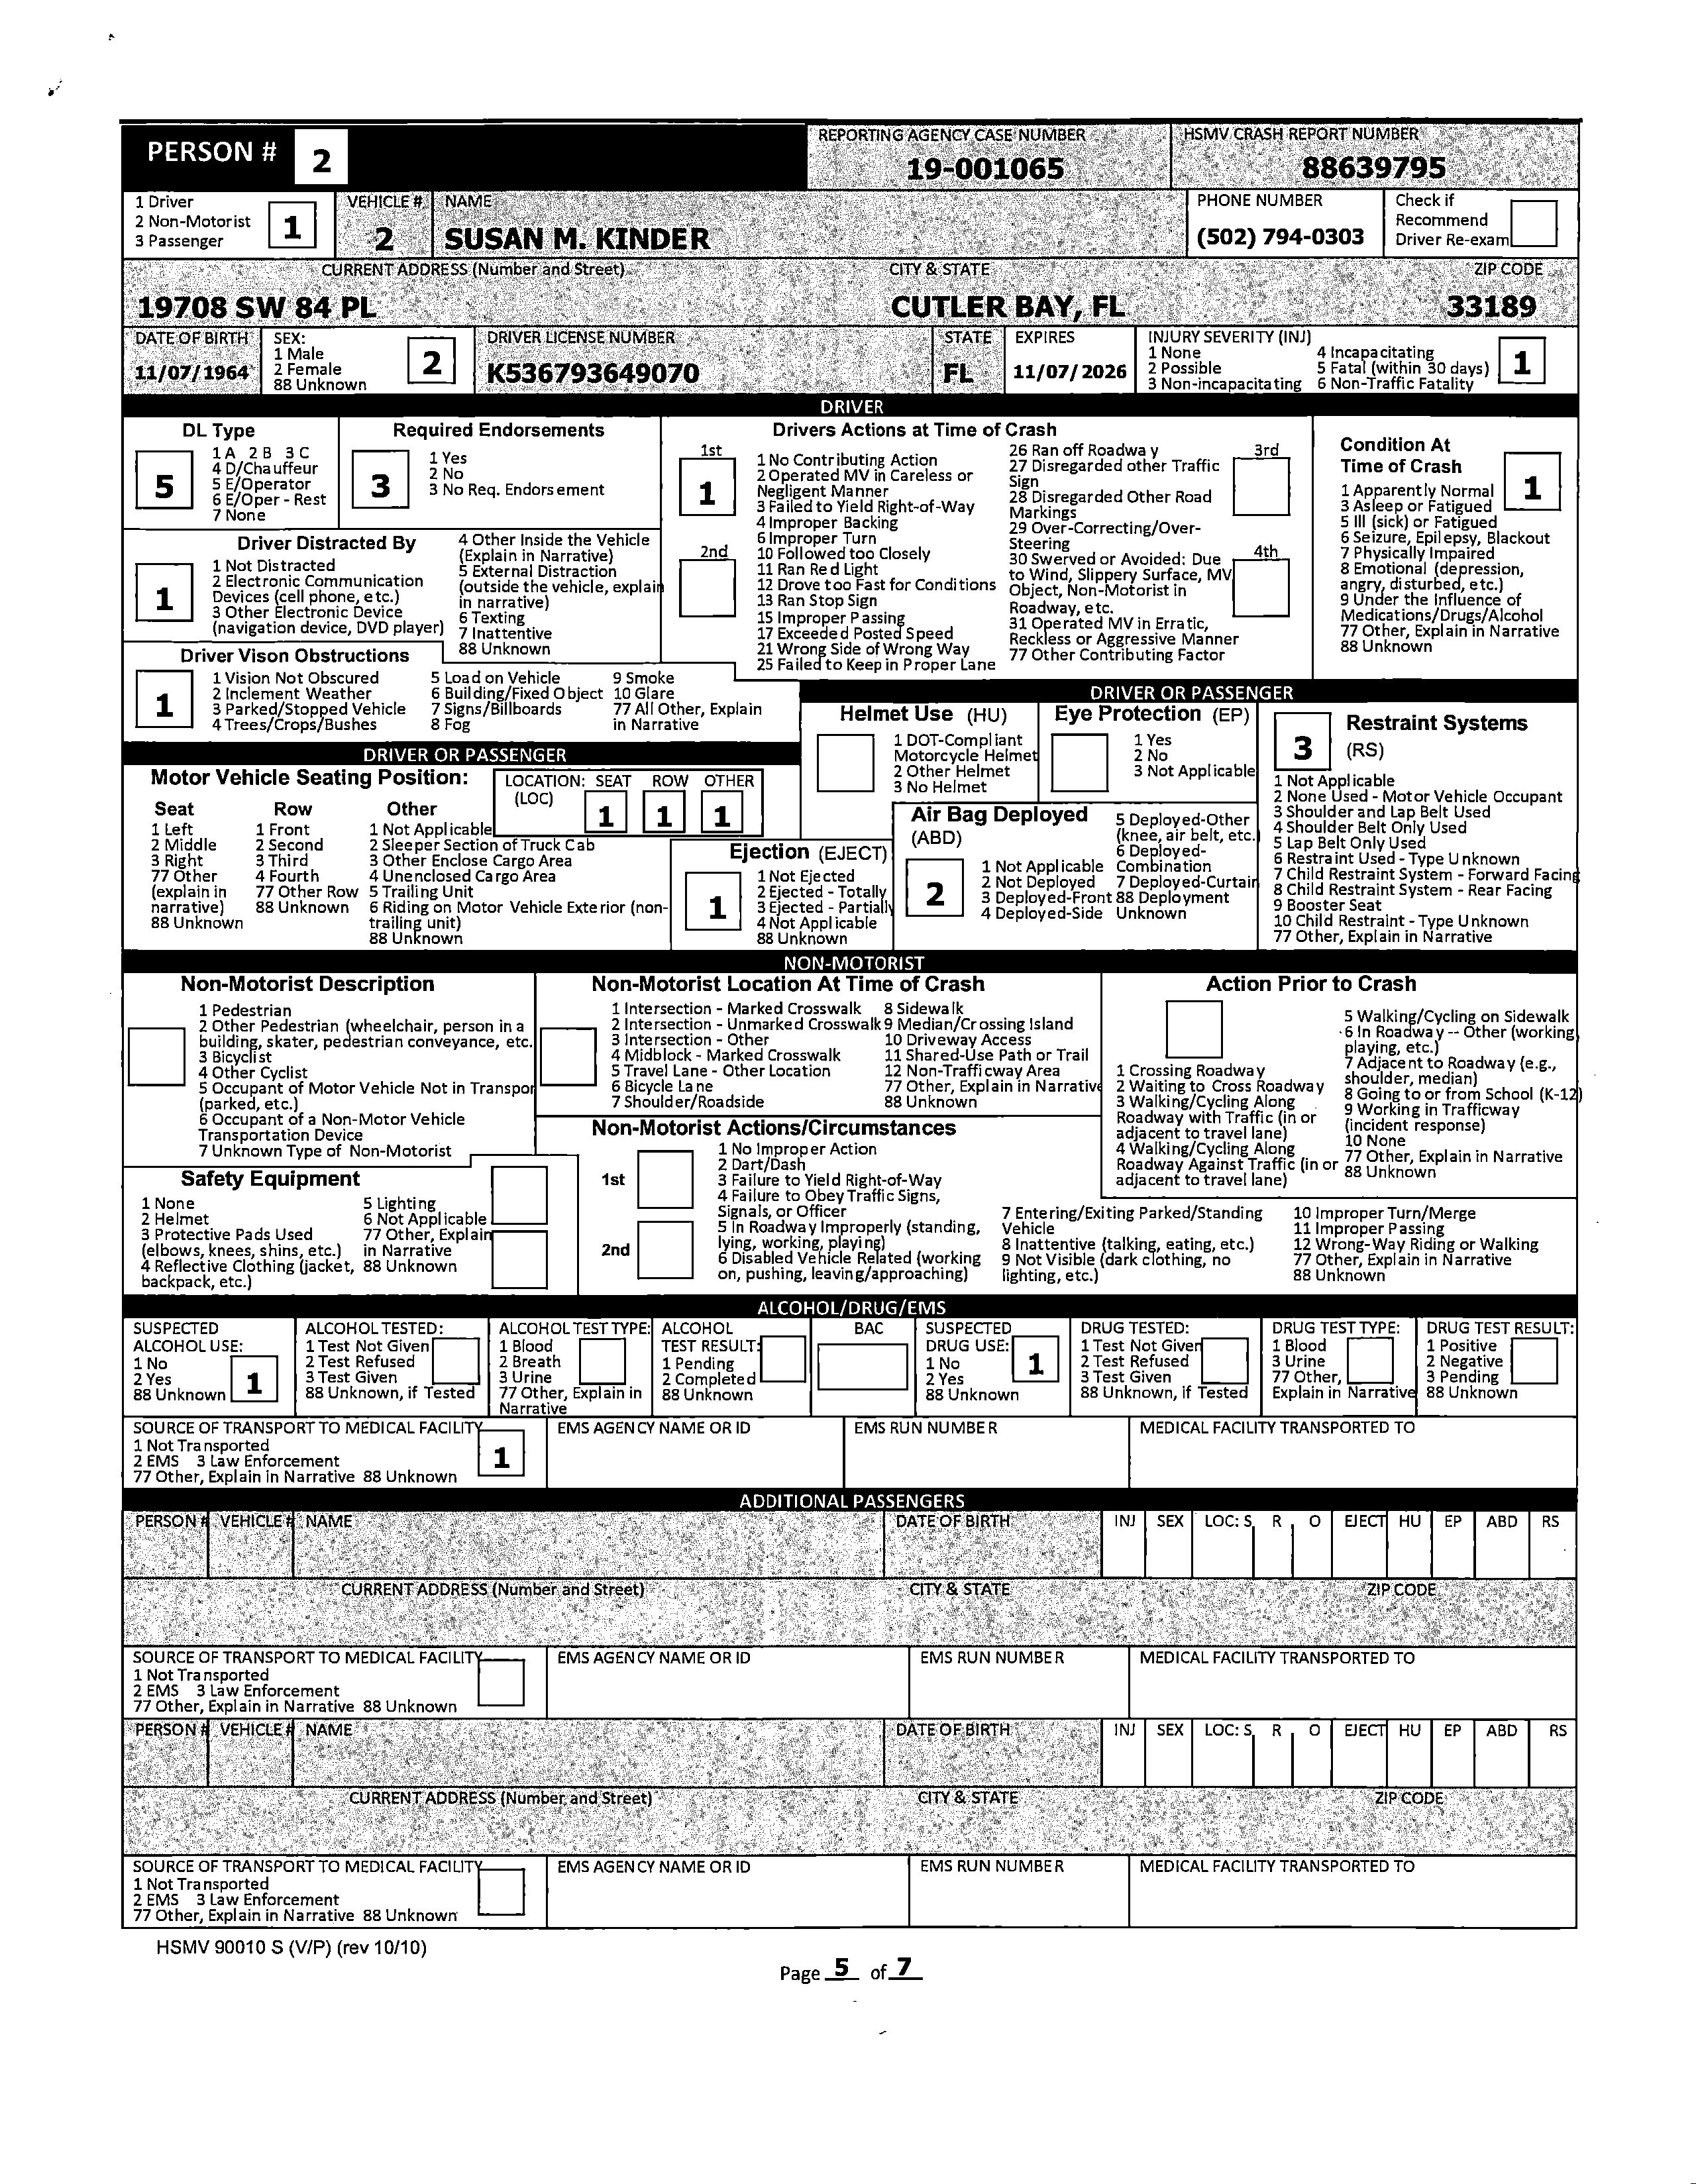 PERSON # 2
REPORTING AGENCY CASE NUMBER
19-001065
HSMV CRASH REPORT NUMBER
88639795
1 Driver
2 Non-Motorist
3 Passenger
1
VEHICLE #
2
NAME
SUSAN M. KINDER
PHONE NUMBER
(502) 794-0303
Check if
Recommend
Driver Re-exam
CURRENT ADDRESS (Number and Street)
19708 SW 84 PL
CITY & STATE
CUTLER BAY, FL
ZIP CODE
33189
DATE OF BIRTH
11/07/1964
SEX:
1 Male
2 Female
88 Unknown
2
DRIVER LICENSE NUMBER
K536793649070
STATE
FL
EXPIRES
11/07/2026
INJURY SEVERITY (INJ)
1 None
2 Possible
3 Non-incapacitating
4 Incapacitating
5 Fatal (within 30 days)
6 Non-Traffic Fatality
1
DRIVER
DL Type
5
1 A 2 B 3 C
4 D/Chauffeur
5 E/Operator
6 E/Oper - Rest
7 None
Required Endorsements
3
1 Yes
2 No
3 No Req. Endorsement
Drivers Actions at Time of Crash
1st
1
2nd
1 No Contributing Action
2 Operated MV in Careless or
Negligent Manner
3 Failed to Yield Right-of-Way
4 Improper Backing
6 Improper Turn
10 Followed too Closely
11 Ran Red Light
12 Drove too Fast for Conditions
13 Ran Stop Sign
15 Improper Passing
17 Exceeded Posted Speed
21 Wrong Side of Wrong Way
25 Failed to Keep in Proper Lane
26 Ran off Roadway
27 Disregarded other Traffic
Sign
28 Disregarded Other Road
Markings
29 Over-Correcting/Over-
Steering
30 Swerved or Avoided: Due
to Wind, Slippery Surface, MV
Object, Non-Motorist in
Roadway, etc.
31 Operated MV in Erratic,
Reckless or Aggressive Manner
77 Other Contributing Factor
3rd
4th
Condition At
Time of Crash
1
1 Apparently Normal
3 Asleep or Fatigued
5 Ill (sick) or Fatigued
6 Seizure, Epilepsy, Blackout
7 Physically Impaired
8 Emotional (depression,
angry, disturbed, etc.)
9 Under the Influence of
Medications/Drugs/Alcohol
77 Other, Explain in Narrative
88 Unknown
Driver Distracted By
1
1 Not Distracted
2 Electronic Communication
Devices (cell phone, etc.)
3 Other Electronic Device
(navigation device, DVD player)
4 Other Inside the Vehicle
(Explain in Narrative)
5 External Distraction
(outside the vehicle, explain
in narrative)
6 Texting
7 Inattentive
88 Unknown
Driver Vison Obstructions
1
1 Vision Not Obscured
2 Inclement Weather
3 Parked/Stopped Vehicle
4 Trees/Crops/Bushes
5 Load on Vehicle
6 Building/Fixed Object
7 Signs/Billboards
8 Fog
9 Smoke
10 Glare
77 All Other, Explain
in Narrative
DRIVER OR PASSENGER
Motor Vehicle Seating Position:
LOCATION: SEAT ROW OTHER
(LOC) 1 1 1
Seat
1 Left
2 Middle
3 Right
77 Other
(explain in
narrative)
88 Unknown
Row
1 Front
2 Second
3 Third
4 Fourth
77 Other Row
88 Unknown
Other
1 Not Applicable
2 Sleeper Section of Truck Cab
3 Other Enclose Cargo Area
4 Unenclosed Cargo Area
5 Trailing Unit
6 Riding on Motor Vehicle Exterior (non-
trailing unit)
88 Unknown
DRIVER OR PASSENGER
Helmet Use (HU)
1 DOT-Compliant
Motorcycle Helmet
2 Other Helmet
3 No Helmet
Eye Protection (EP)
1 Yes
2 No
3 Not Applicable
3
Restraint Systems
(RS)
1 Not Applicable
2 None Used - Motor Vehicle Occupant
3 Shoulder and Lap Belt Used
4 Shoulder Belt Only Used
5 Lap Belt Only Used
6 Restraint Used - Type Unknown
7 Child Restraint System - Forward Facing
8 Child Restraint System - Rear Facing
9 Booster Seat
10 Child Restraint - Type Unknown
77 Other, Explain in Narrative
Ejection (EJECT)
1
1 Not Ejected
2 Ejected - Totally
3 Ejected - Partially
4 Not Applicable
88 Unknown
Air Bag Deployed
(ABD)
2
1 Not Applicable
2 Not Deployed
3 Deployed-Front
4 Deployed-Side
5 Deployed-Other
(knee, air belt, etc.
6 Deployed-
Combination
7 Deployed-Curtain
88 Deployment
Unknown
NON-MOTORIST
Non-Motorist Description
1 Pedestrian
2 Other Pedestrian (wheelchair, person in a
building, skater, pedestrian conveyance, etc.
3 Bicyclist
4 Other Cyclist
5 Occupant of Motor Vehicle Not in Transpor
(parked, etc.)
6 Occupant of a Non-Motor Vehicle
Transportation Device
7 Unknown Type of Non-Motorist
Non-Motorist Location At Time of Crash
1 Intersection - Marked Crosswalk
2 Intersection - Unmarked Crosswalk
3 Intersection - Other
4 Midblock - Marked Crosswalk
5 Travel Lane - Other Location
6 Bicycle Lane
7 Shoulder/Roadside
8 Sidewalk
9 Median/Crossing Island
10 Driveway Access
11 Shared-Use Path or Trail
12 Non-Trafficway Area
77 Other, Explain in Narrative
88 Unknown
Action Prior to Crash
1 Crossing Roadway
2 Waiting to Cross Roadway
3 Walking/Cycling Along
Roadway with Traffic (in or
adjacent to travel lane)
4 Walking/Cycling Along
Roadway Against Traffic (in or
adjacent to travel lane)
5 Walking/Cycling on Sidewalk
6 In Roadway -- Other (working,
playing, etc.)
7 Adjacent to Roadway (e.g.,
shoulder, median)
8 Going to or from School (K-12)
9 Working in Trafficway
(incident response)
10 None
77 Other, Explain in Narrative
88 Unknown
Safety Equipment
1 None
2 Helmet
3 Protective Pads Used
(elbows, knees, shins, etc.)
4 Reflective Clothing (jacket,
backpack, etc.)
5 Lighting
6 Not Applicable
77 Other, Explain
in Narrative
88 Unknown
Non-Motorist Actions/Circumstances
1st
2nd
1 No Improper Action
2 Dart/Dash
3 Failure to Yield Right-of-Way
4 Failure to Obey Traffic Signs,
Signals, or Officer
5 In Roadway Improperly (standing,
lying, working, playing)
6 Disabled Vehicle Related (working
on, pushing, leaving/approaching)
7 Entering/Exiting Parked/Standing
Vehicle
8 Inattentive (talking, eating, etc.)
9 Not Visible (dark clothing, no
lighting, etc.)
10 Improper Turn/Merge
11 Improper Passing
12 Wrong-Way Riding or Walking
77 Other, Explain in Narrative
88 Unknown
ALCOHOL/DRUG/EMS
SUSPECTED
ALCOHOL USE:
1 No
2 Yes
88 Unknown
1
ALCOHOL TESTED:
1 Test Not Given
2 Test Refused
3 Test Given
88 Unknown, if Tested
ALCOHOL TEST TYPE:
1 Blood
2 Breath
3 Urine
77 Other, Explain in
Narrative
ALCOHOL
TEST RESULT:
1 Pending
2 Completed
88 Unknown
BAC
SUSPECTED
DRUG USE:
1 No
2 Yes
88 Unknown
1
DRUG TESTED:
1 Test Not Given
2 Test Refused
3 Test Given
88 Unknown, if Tested
DRUG TEST TYPE:
1 Blood
3 Urine
77 Other,
Explain in Narrative
DRUG TEST RESULT:
1 Positive
2 Negative
3 Pending
88 Unknown
SOURCE OF TRANSPORT TO MEDICAL FACILITY
1 Not Transported
2 EMS 3 Law Enforcement
77 Other, Explain in Narrative 88 Unknown
1
EMS AGENCY NAME OR ID
EMS RUN NUMBER
MEDICAL FACILITY TRANSPORTED TO
ADDITIONAL PASSENGERS
PERSON # VEHICLE # NAME DATE OF BIRTH INJ SEX LOC: S R O EJECT HU EP ABD RS
CURRENT ADDRESS (Number and Street) CITY & STATE ZIP CODE
SOURCE OF TRANSPORT TO MEDICAL FACILITY
1 Not Transported
2 EMS 3 Law Enforcement
77 Other, Explain in Narrative 88 Unknown
EMS AGENCY NAME OR ID
EMS RUN NUMBER
MEDICAL FACILITY TRANSPORTED TO
PERSON # VEHICLE # NAME DATE OF BIRTH INJ SEX LOC: S R O EJECT HU EP ABD RS
CURRENT ADDRESS (Number and Street) CITY & STATE ZIP CODE
SOURCE OF TRANSPORT TO MEDICAL FACILITY
1 Not Transported
2 EMS 3 Law Enforcement
77 Other, Explain in Narrative 88 Unknown
EMS AGENCY NAME OR ID
EMS RUN NUMBER
MEDICAL FACILITY TRANSPORTED TO
HSMV 90010 S (V/P) (rev 10/10)
Page 5 of 7